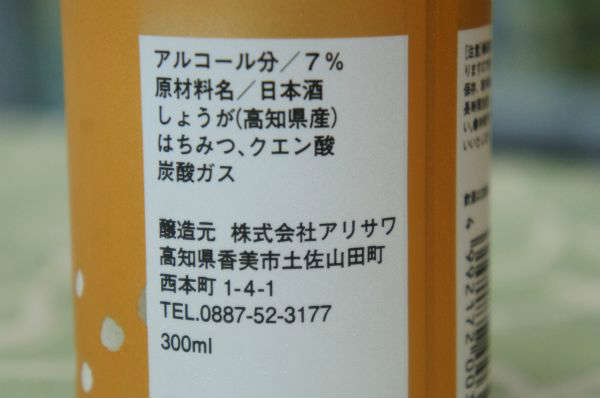 アルコール分／7％
原材料名／日本酒
しょうが(高知県産)
はちみつ､クエン酸
炭酸ガス
醸造元 株式会社アリサワ
高知県香美市土佐山田町
西本町 1-4-1
TEL.0887-52-3177
300ml